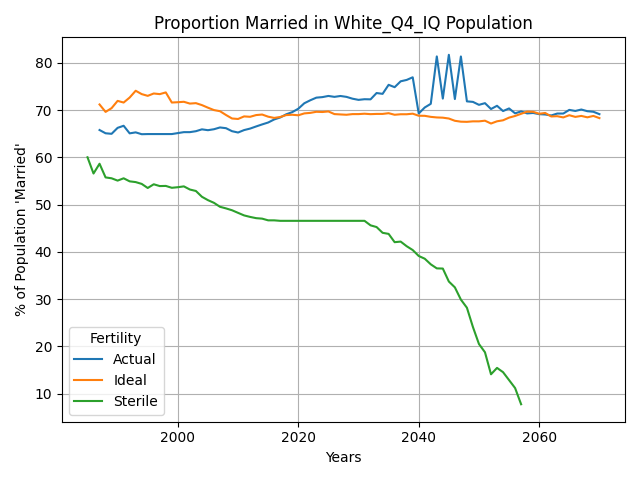 Proportion Married in White_Q4_IQ Population
% of Population 'Married'
80
70
60
50
40
30
20
10
Fertility
Actual
Ideal
Sterile
2000 2020 2040 2060
Years